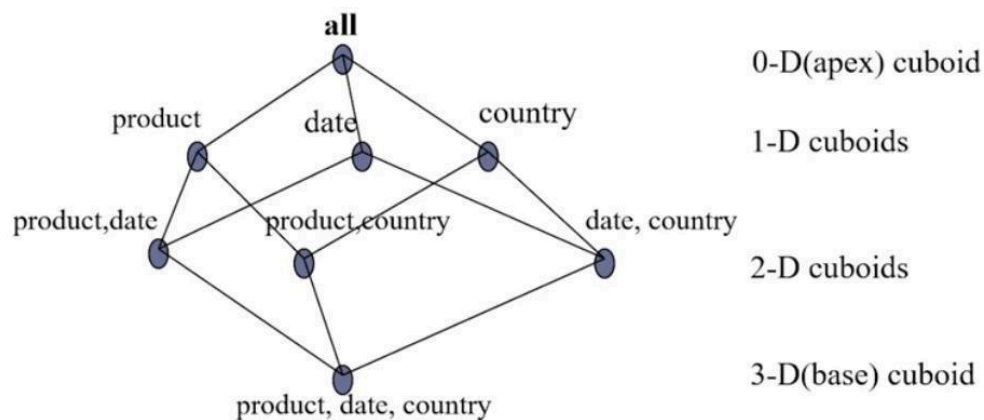 all
0-D(apex) cuboid
product
date
country
1-D cuboids
product,date
product,country
date, country
2-D cuboids
3-D(base) cuboid
product, date, country